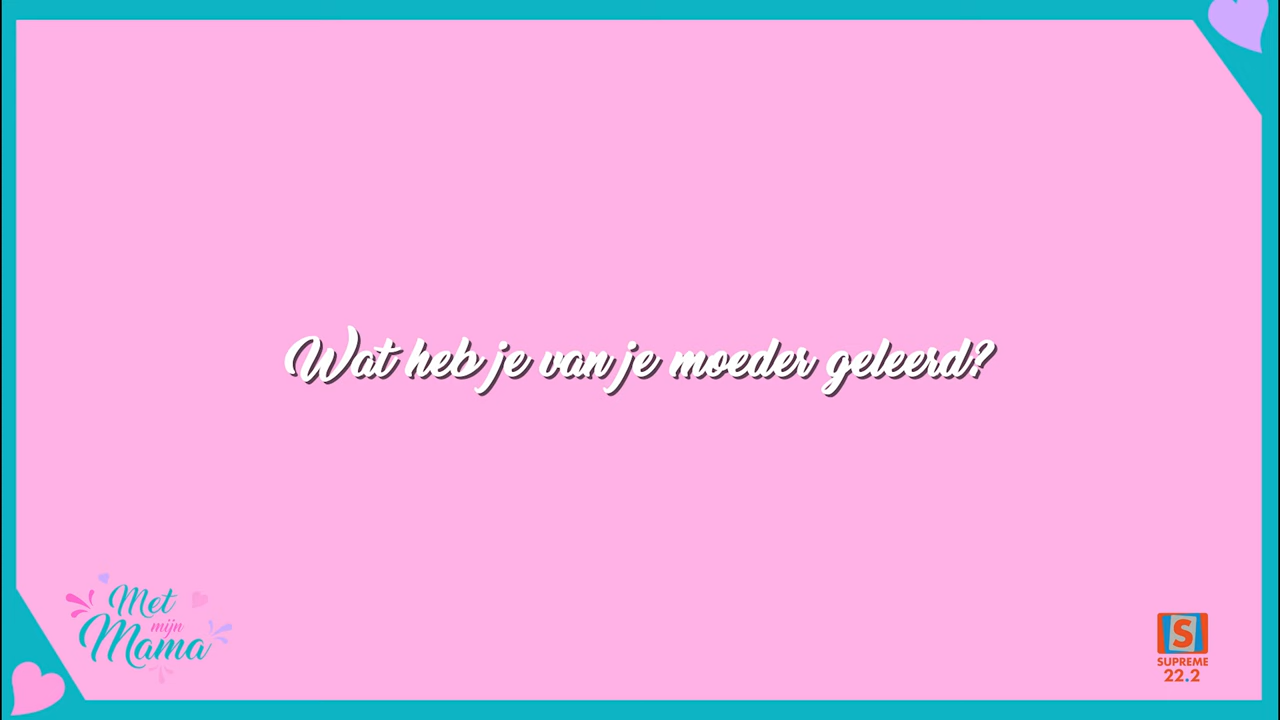 Wat heb je van je moeder geleerd?
Met
mijn
Mama
S
SUPREME
22.2